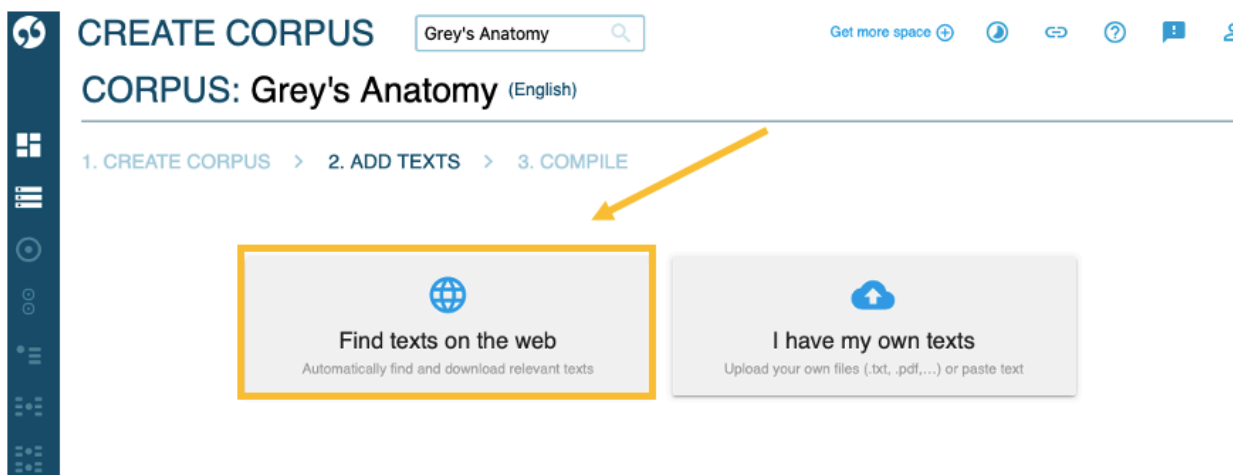 CREATE CORPUS Grey's Anatomy Get more space
CORPUS: Grey's Anatomy (English)
1. CREATE CORPUS > 2. ADD TEXTS > 3. COMPILE
Find texts on the web
Automatically find and download relevant texts
I have my own texts
Upload your own files (.txt, .pdf,...) or paste text